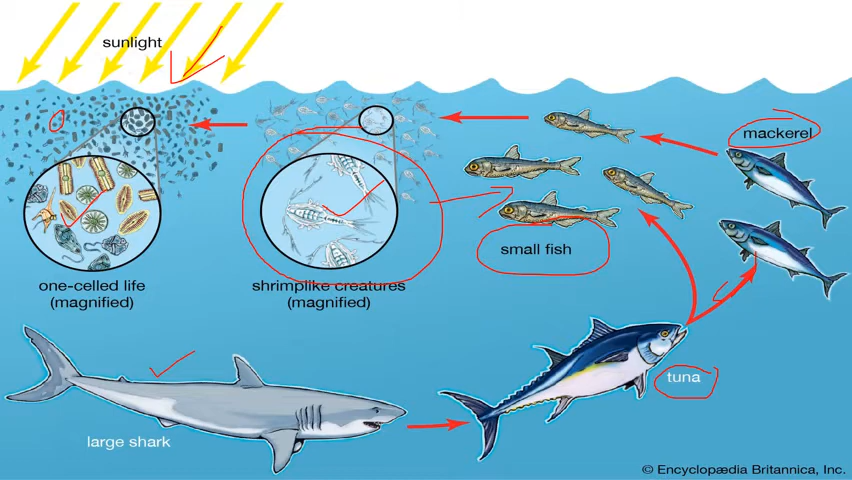 sunlight
mackerel
small fish
one-celled life
(magnified)
shrimplike creatures
(magnified)
tuna
large shark
© Encyclopædia Britannica, Inc.